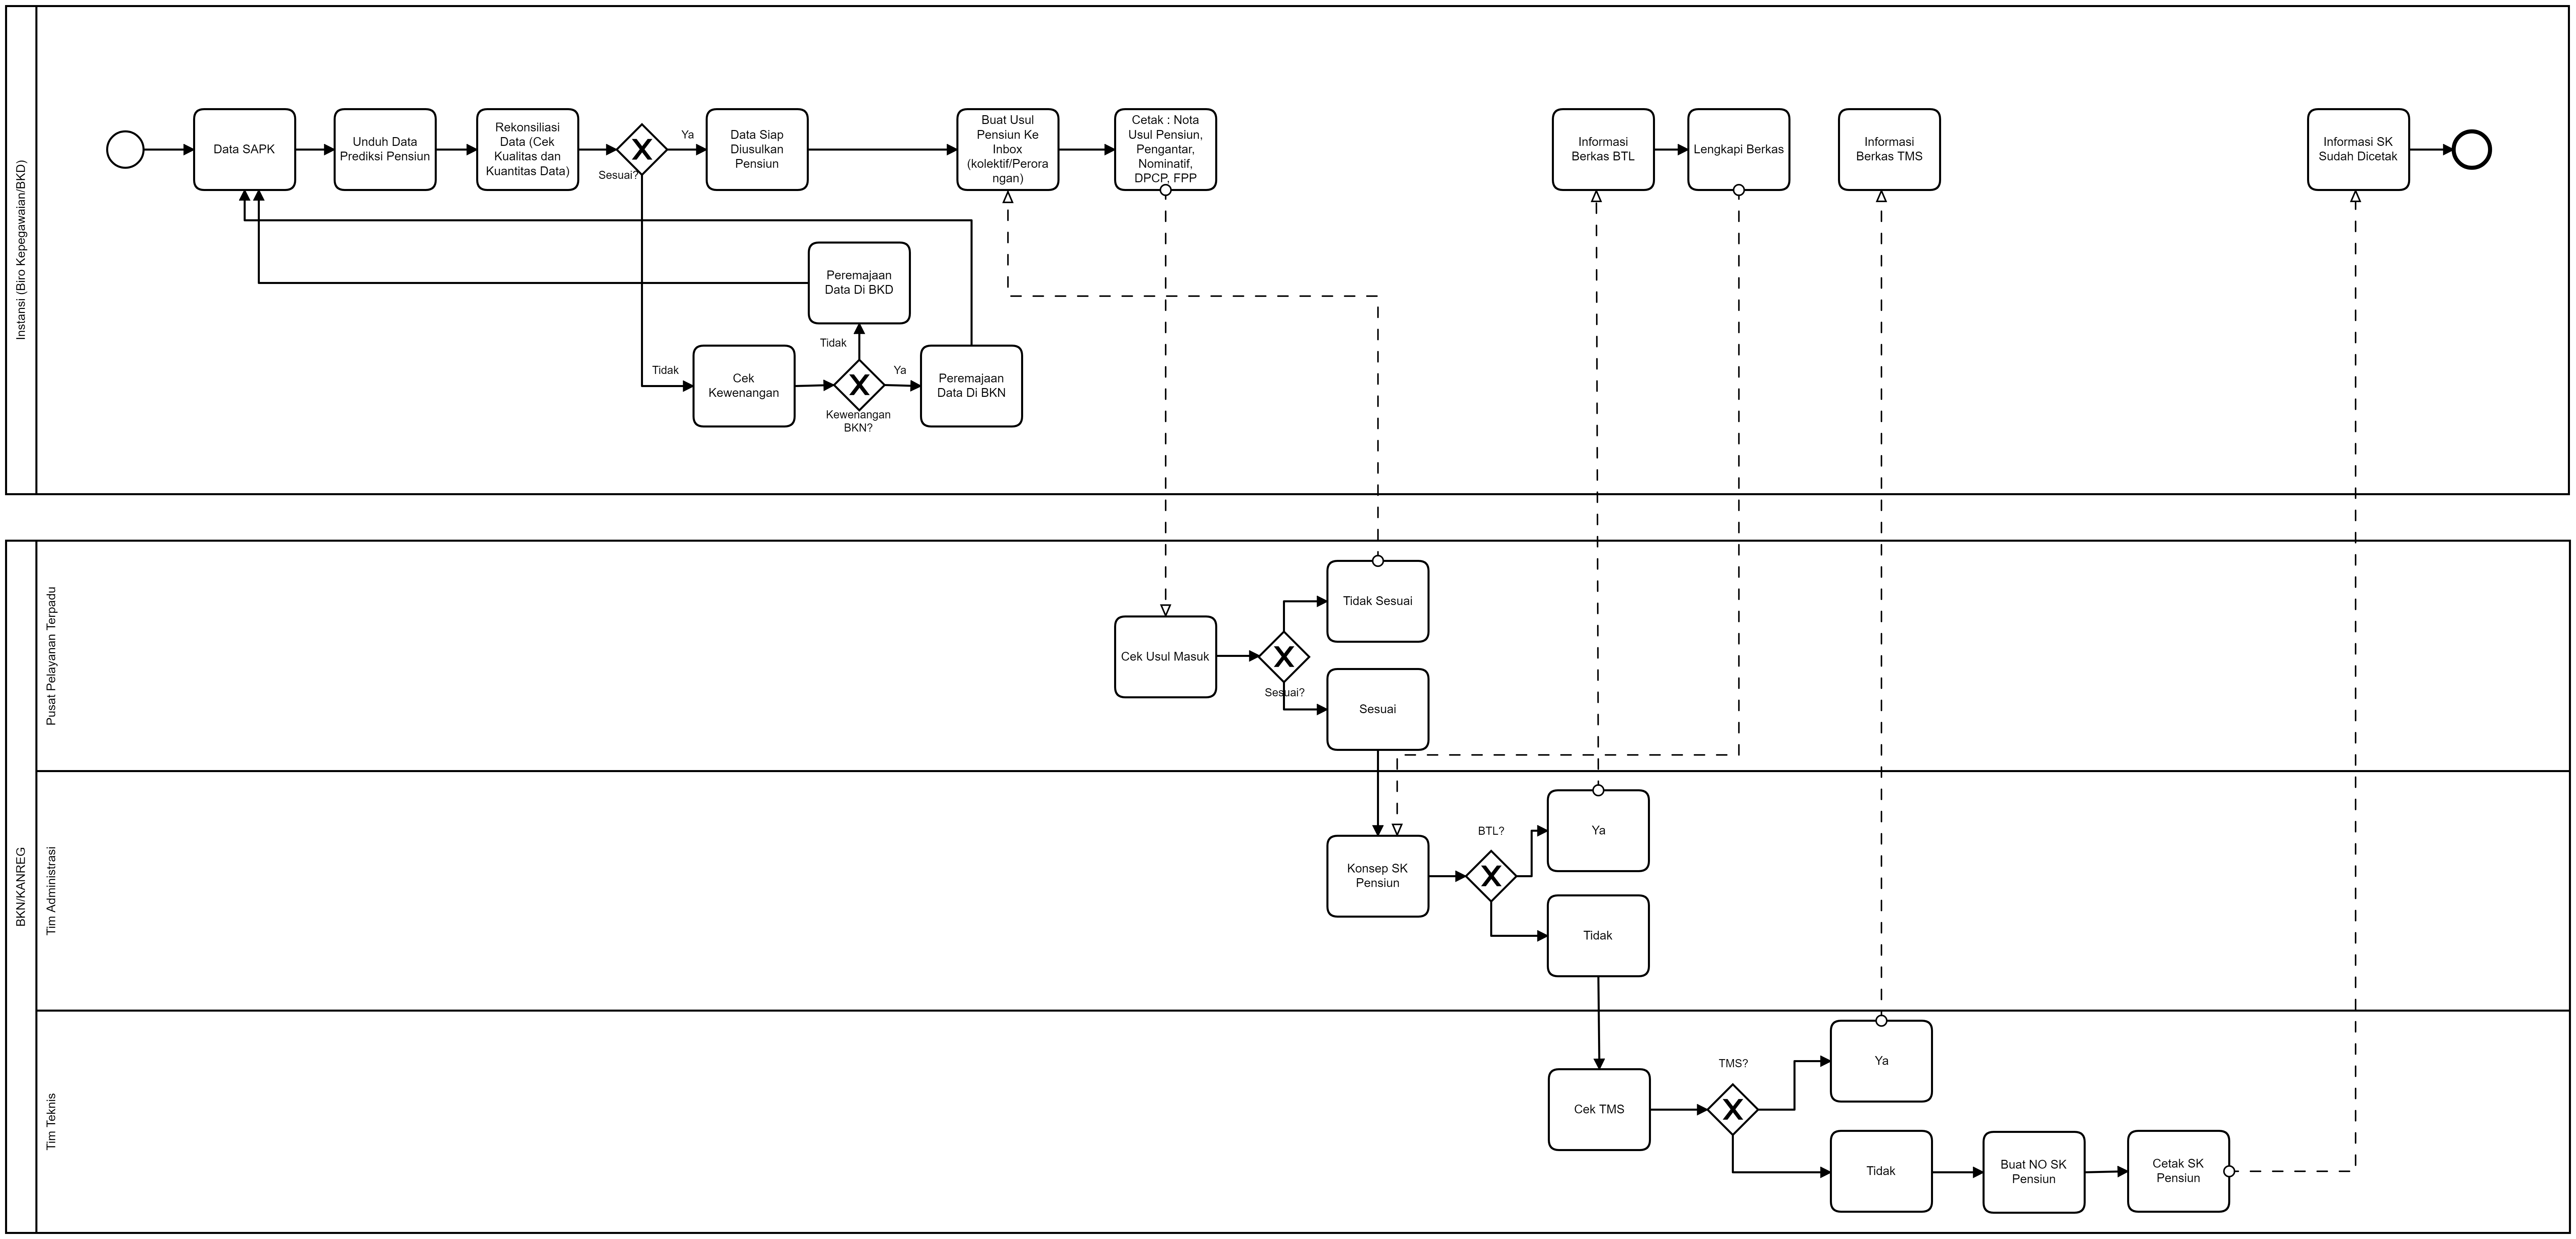 Instansi (Biro Kepegawaian/BKD)
Data SAPK
Unduh Data
Prediksi Pensiun
Rekonsiliasi
Data (Cek
Kualitas dan
Kuantitas Data)
Sesuai?
Ya
Data Siap
Diusulkan
Pensiun
Buat Usul
Pensiun Ke
Inbox
(kolektif/Perora
ngan)
Cetak : Nota
Usul Pensiun,
Pengantar,
Nominatif,
DPCP, FPP
Informasi
Berkas BTL
Lengkapi Berkas
Informasi
Berkas TMS
Informasi SK
Sudah Dicetak
Peremajaan
Data Di BKD
Tidak
Tidak
Cek
Kewenangan
Kewenangan
BKN?
Ya
Peremajaan
Data Di BKN
BKN/KANREG
Pusat Pelayanan Terpadu
Cek Usul Masuk
Sesuai?
Tidak Sesuai
Sesuai
Tim Administrasi
Konsep SK
Pensiun
BTL?
Ya
Tidak
Tim Teknis
Cek TMS
TMS?
Ya
Tidak
Buat NO SK
Pensiun
Cetak SK
Pensiun